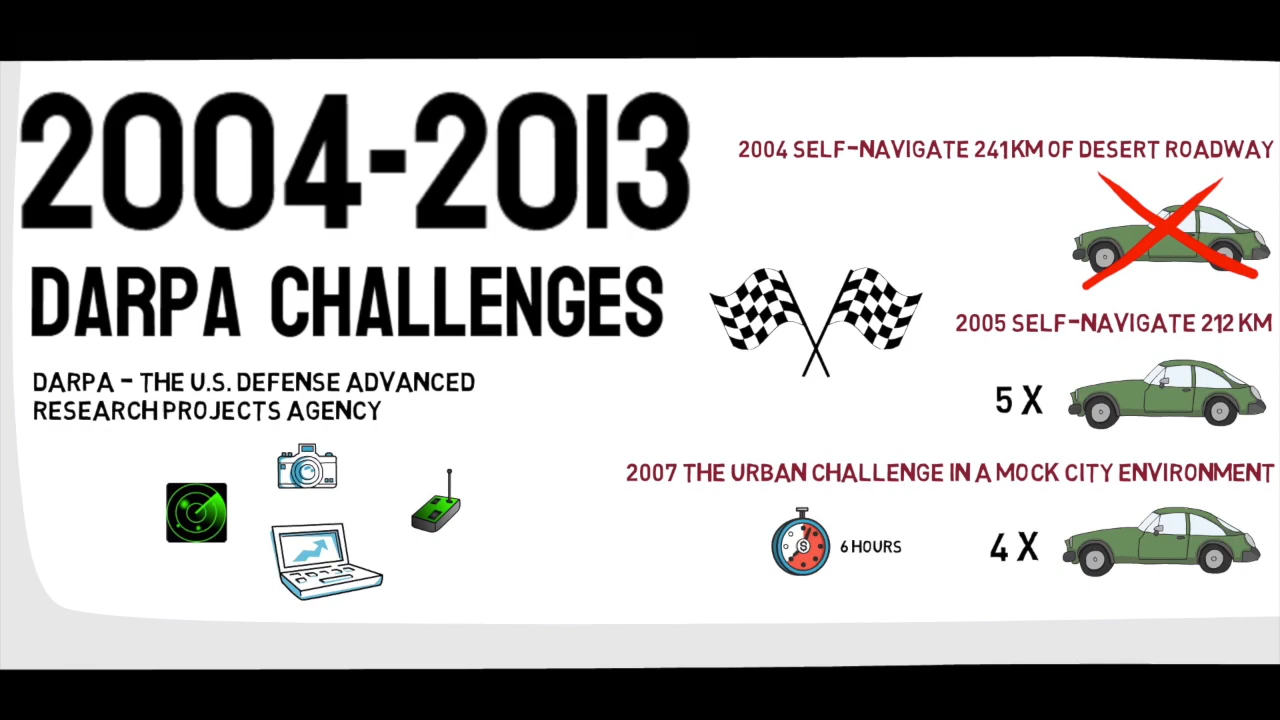 2004-2013
DARPA CHALLENGES
DARPA - THE U.S. DEFENSE ADVANCED
RESEARCH PROJECTS AGENCY
2004 SELF-NAVIGATE 241KM OF DESERT ROADWAY
2005 SELF-NAVIGATE 212 KM
5 X
2007 THE URBAN CHALLENGE IN A MOCK CITY ENVIRONMENT
S
6 HOURS
4 X